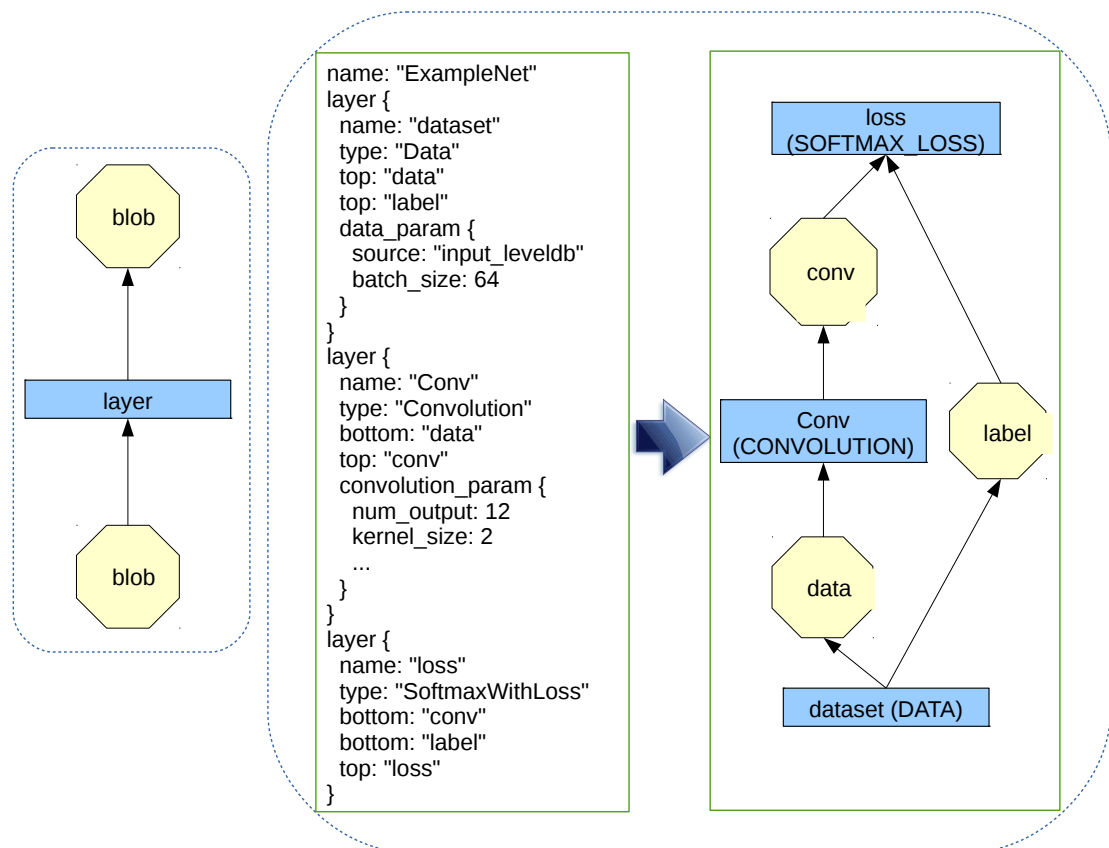 blob
layer
blob
name: "ExampleNet"
layer {
  name: "dataset"
  type: "Data"
  top: "data"
  top: "label"
  data_param {
    source: "input_leveldb"
    batch_size: 64
  }
}
layer {
  name: "Conv"
  type: "Convolution"
  bottom: "data"
  top: "conv"
  convolution_param {
    num_output: 12
    kernel_size: 2
    ...
  }
}
layer {
  name: "loss"
  type: "SoftmaxWithLoss"
  bottom: "conv"
  bottom: "label"
  top: "loss"
}
loss
(SOFTMAX_LOSS)
conv
Conv
(CONVOLUTION)
label
data
dataset (DATA)